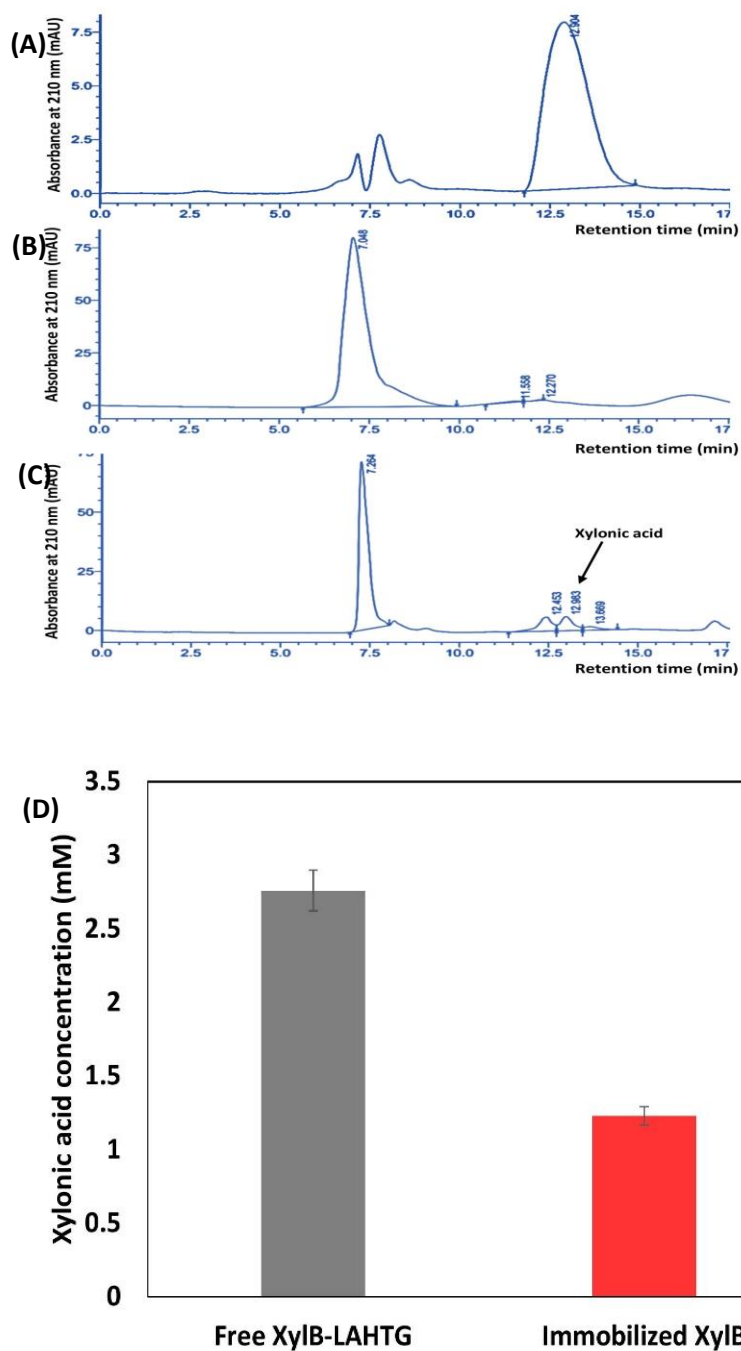 (A)
Absorbance at 210 nm (mAU)
7.5
5.0
2.5
0.0
12.904
0.0 2.5 5.0 7.5 10.0 12.5 15.0 17
Retention time (min)
(B)
Absorbance at 210 nm (mAU)
75
50
25
0
7.048
11.558
12.270
0.0 2.5 5.0 7.5 10.0 12.5 15.0 17
Retention time (min)
(C)
Absorbance at 210 nm (mAU)
50
25
0
7.264
Xylonic acid
12.453
12.983
13.669
0.0 2.5 5.0 7.5 10.0 12.5 15.0 17
Retention time (min)
(D)
Xylonic acid concentration (mM)
3.5
3
2.5
2
1.5
1
0.5
0
Free XylB-LAHTG Immobilized XylB